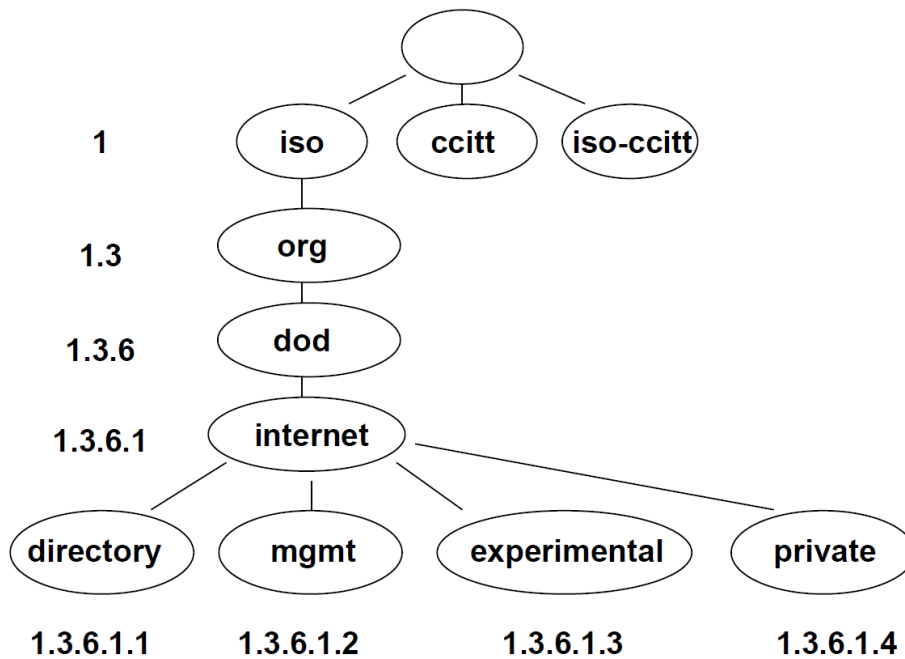 1 iso ccitt iso-ccitt
1.3 org
1.3.6 dod
1.3.6.1 internet
directory mgmt experimental private
1.3.6.1.1 1.3.6.1.2 1.3.6.1.3 1.3.6.1.4